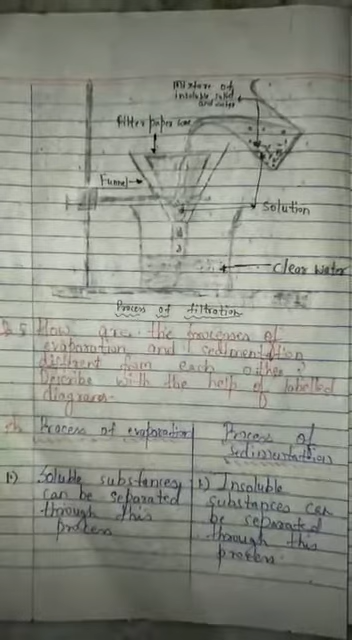 Mixture of
insoluble solid
and water
Filter paper cone
Funnel
Solution
Clear water
Process of filtration
Q.5 How are the processes of
evaporation and sedimentation
different from each other?
Describe with the help of labelled
diagrams.
Process of evaporation
Process of
sedimentation
1) Soluble substances
can be separated
through this
process
1) Insoluble
substances can
be separated
through this
process.